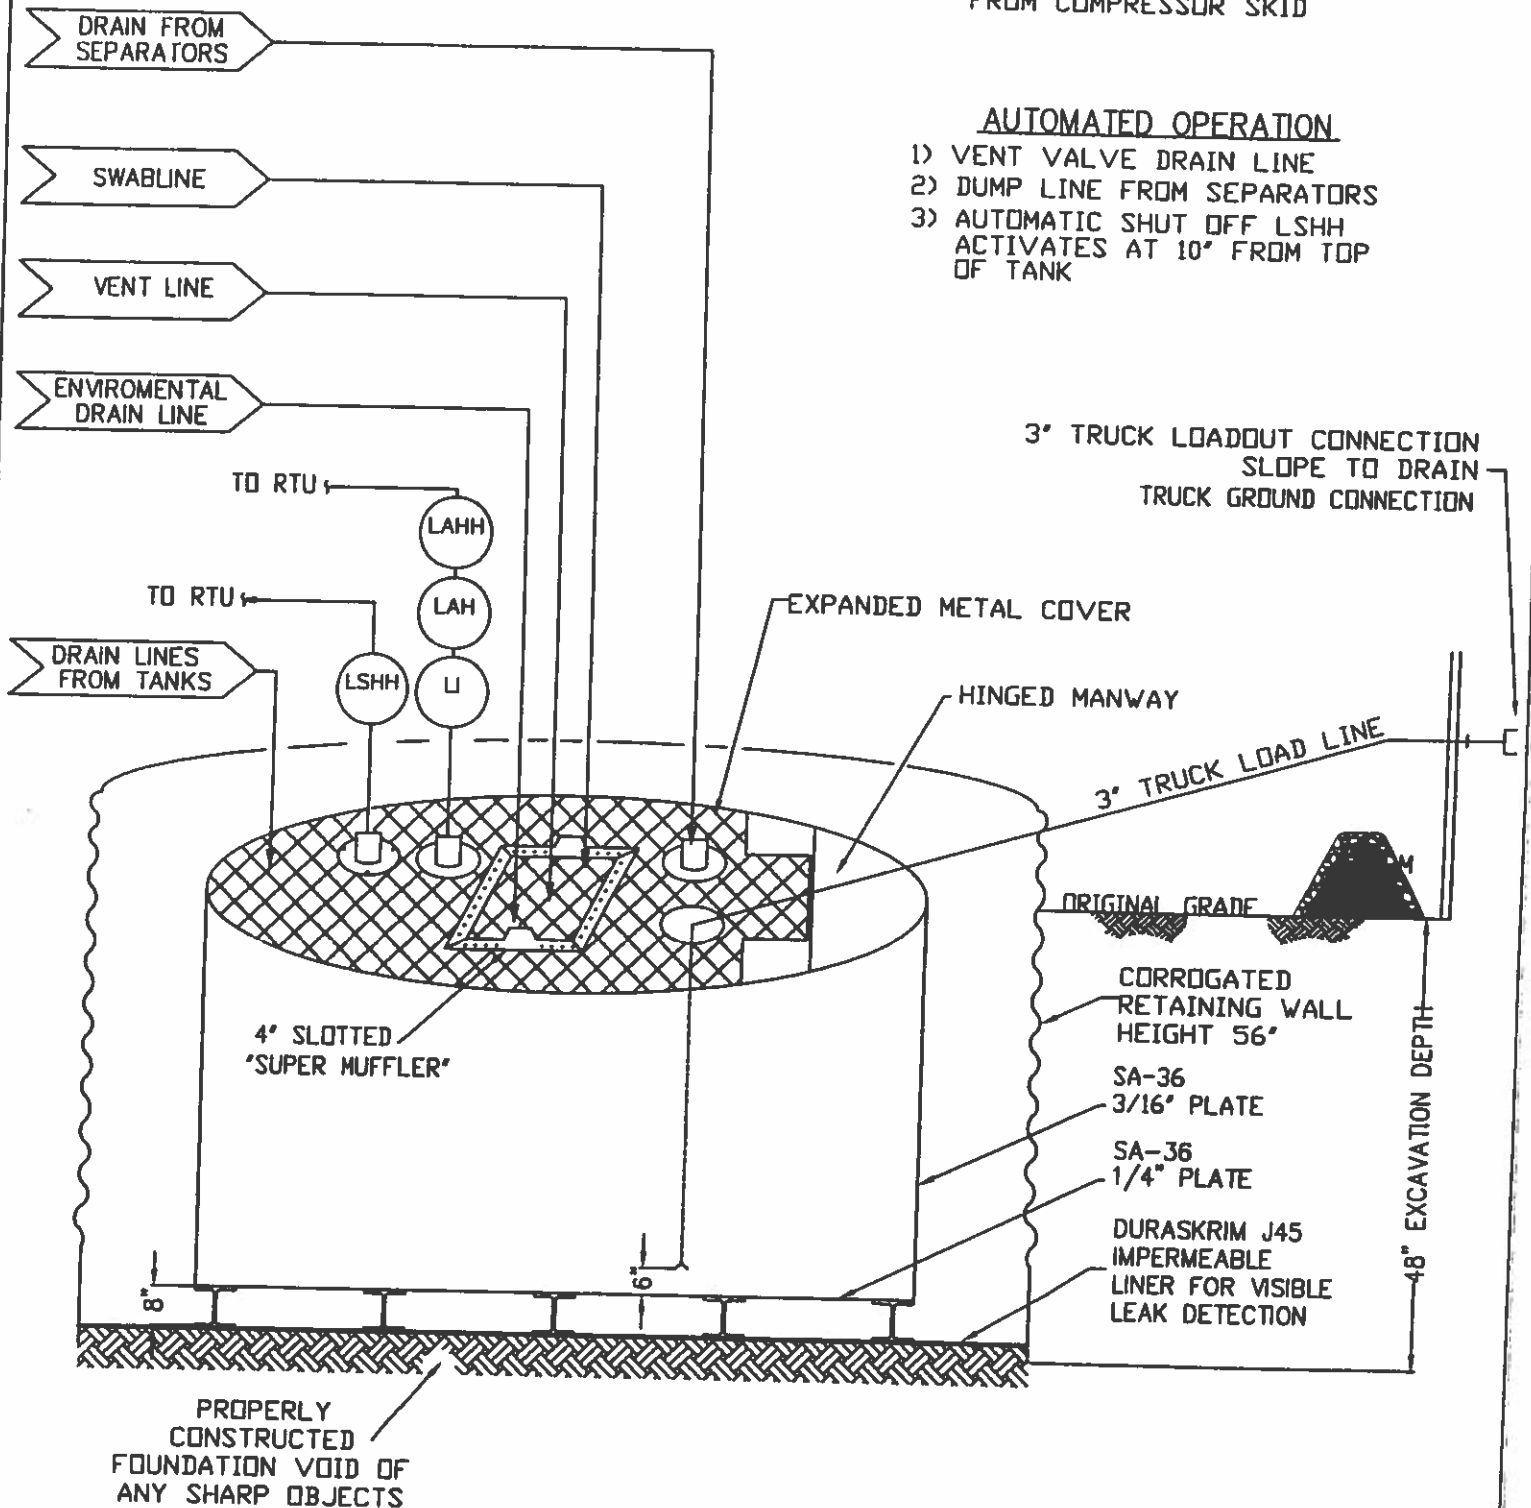 FROM COMPRESSOR SKID
DRAIN FROM
SEPARATORS
AUTOMATED OPERATION
1) VENT VALVE DRAIN LINE
2) DUMP LINE FROM SEPARATORS
3) AUTOMATIC SHUT OFF LSHH
ACTIVATES AT 10" FROM TOP
OF TANK
SWABLINE
VENT LINE
ENVIROMENTAL
DRAIN LINE
3" TRUCK LOADOUT CONNECTION
SLOPE TO DRAIN
TRUCK GROUND CONNECTION
TO RTU
LAHH
TO RTU
LAH
EXPANDED METAL COVER
DRAIN LINES
FROM TANKS
LSHH
LI
HINGED MANWAY
3" TRUCK LOAD LINE
ORIGINAL GRADE
CORROGATED
RETAINING WALL
HEIGHT 56"
4" SLOTTED
"SUPER MUFFLER"
SA-36
3/16" PLATE
SA-36
1/4" PLATE
48" EXCAVATION DEPTH
DURASKRIM J45
IMPERMEABLE
LINER FOR VISIBLE
LEAK DETECTION
8"
6"
PROPERLY
CONSTRUCTED
FOUNDATION VOID OF
ANY SHARP OBJECTS